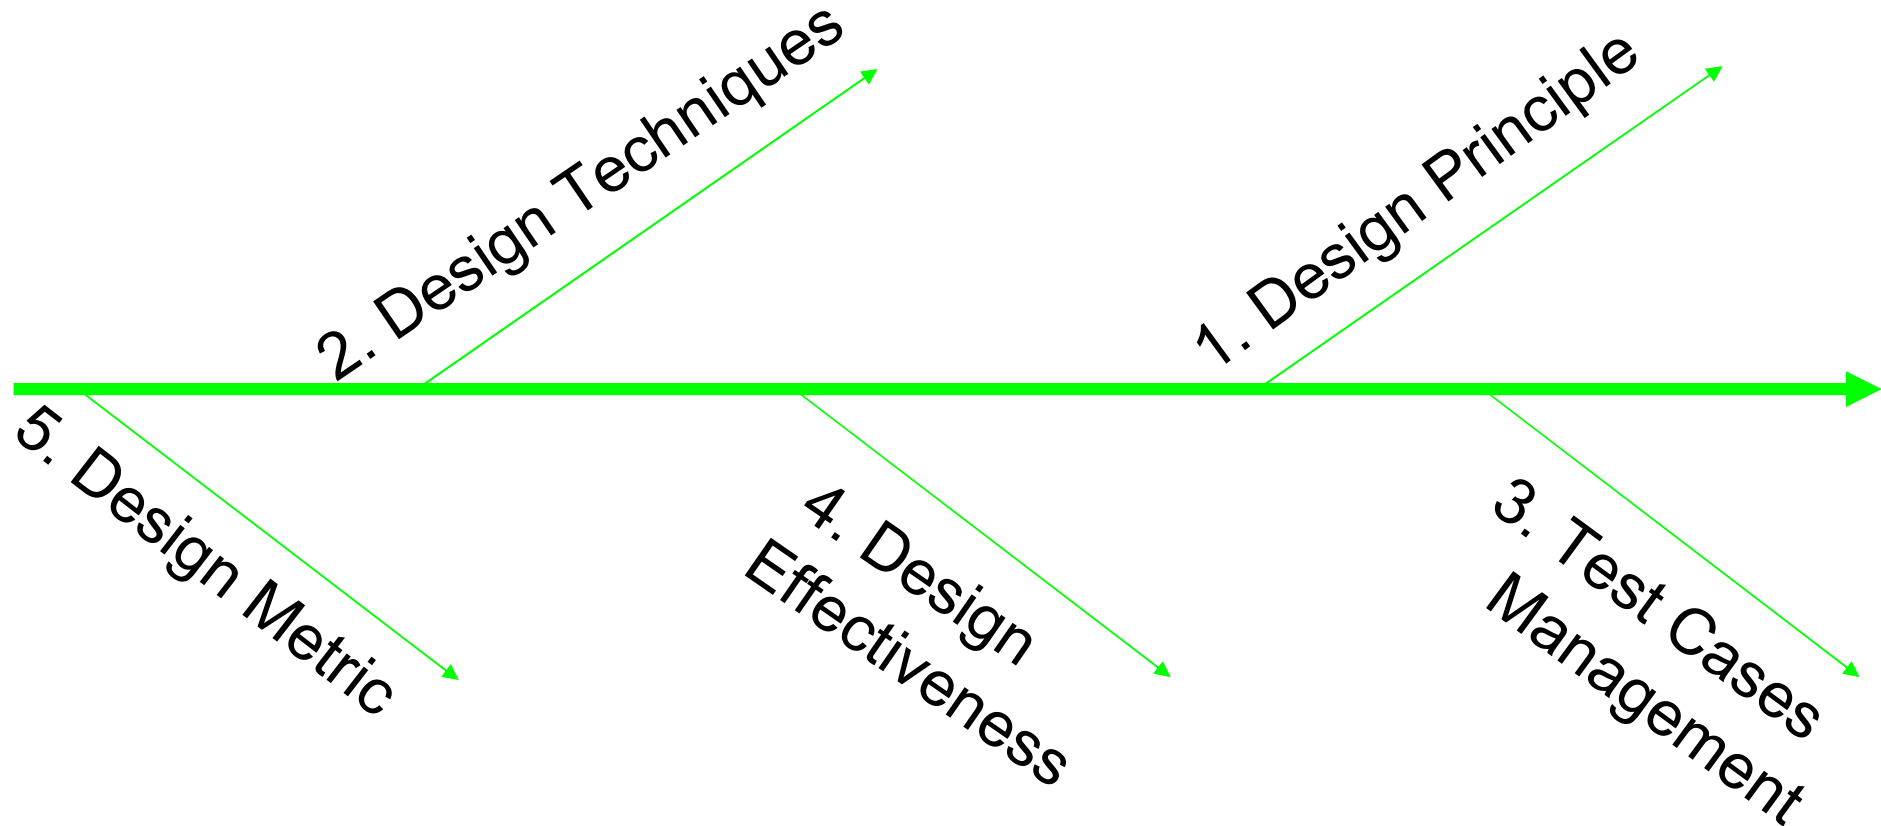 2. Design Techniques
1. Design Principle
5. Design Metric
4. Design
Effectiveness
3. Test Cases
Management